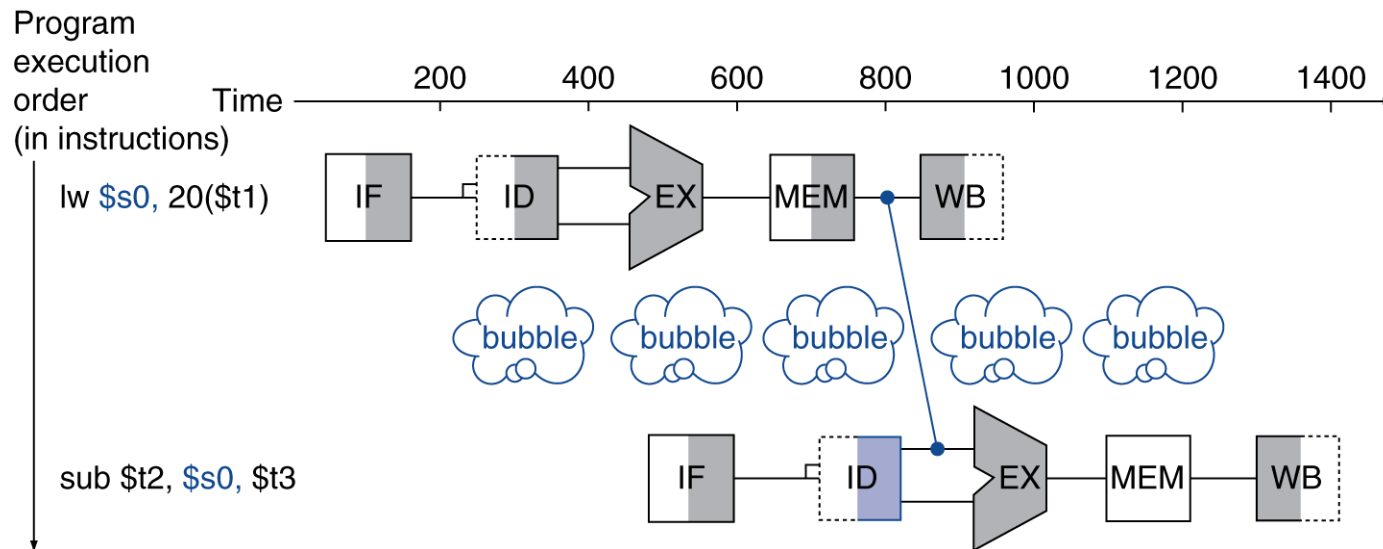 Program
execution
order
(in instructions)
Time
200 400 600 800 1000 1200 1400
lw $s0, 20($t1)
IF ID EX MEM WB
bubble bubble bubble bubble bubble
sub $t2, $s0, $t3
IF ID EX MEM WB